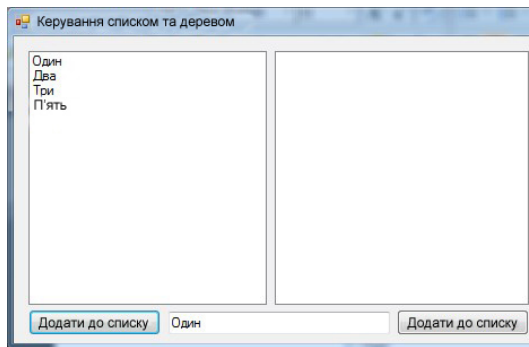 Керування списком та деревом
Один
Два
Три
П'ять
Додати до списку
Один
Додати до списку